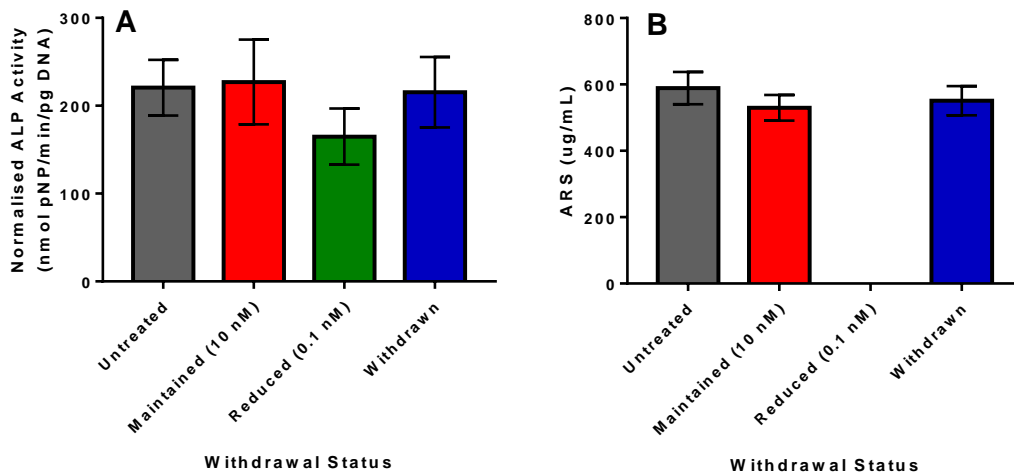 A
Normalised ALP Activity
(nmol pNP/min/pg DNA)
300
200
100
0
Untreated
Maintained (10 nM)
Reduced (0.1 nM)
Withdrawn
Withdrawal Status
B
ARS (ug/mL)
800
600
400
200
0
Untreated
Maintained (10 nM)
Reduced (0.1 nM)
Withdrawn
Withdrawal Status